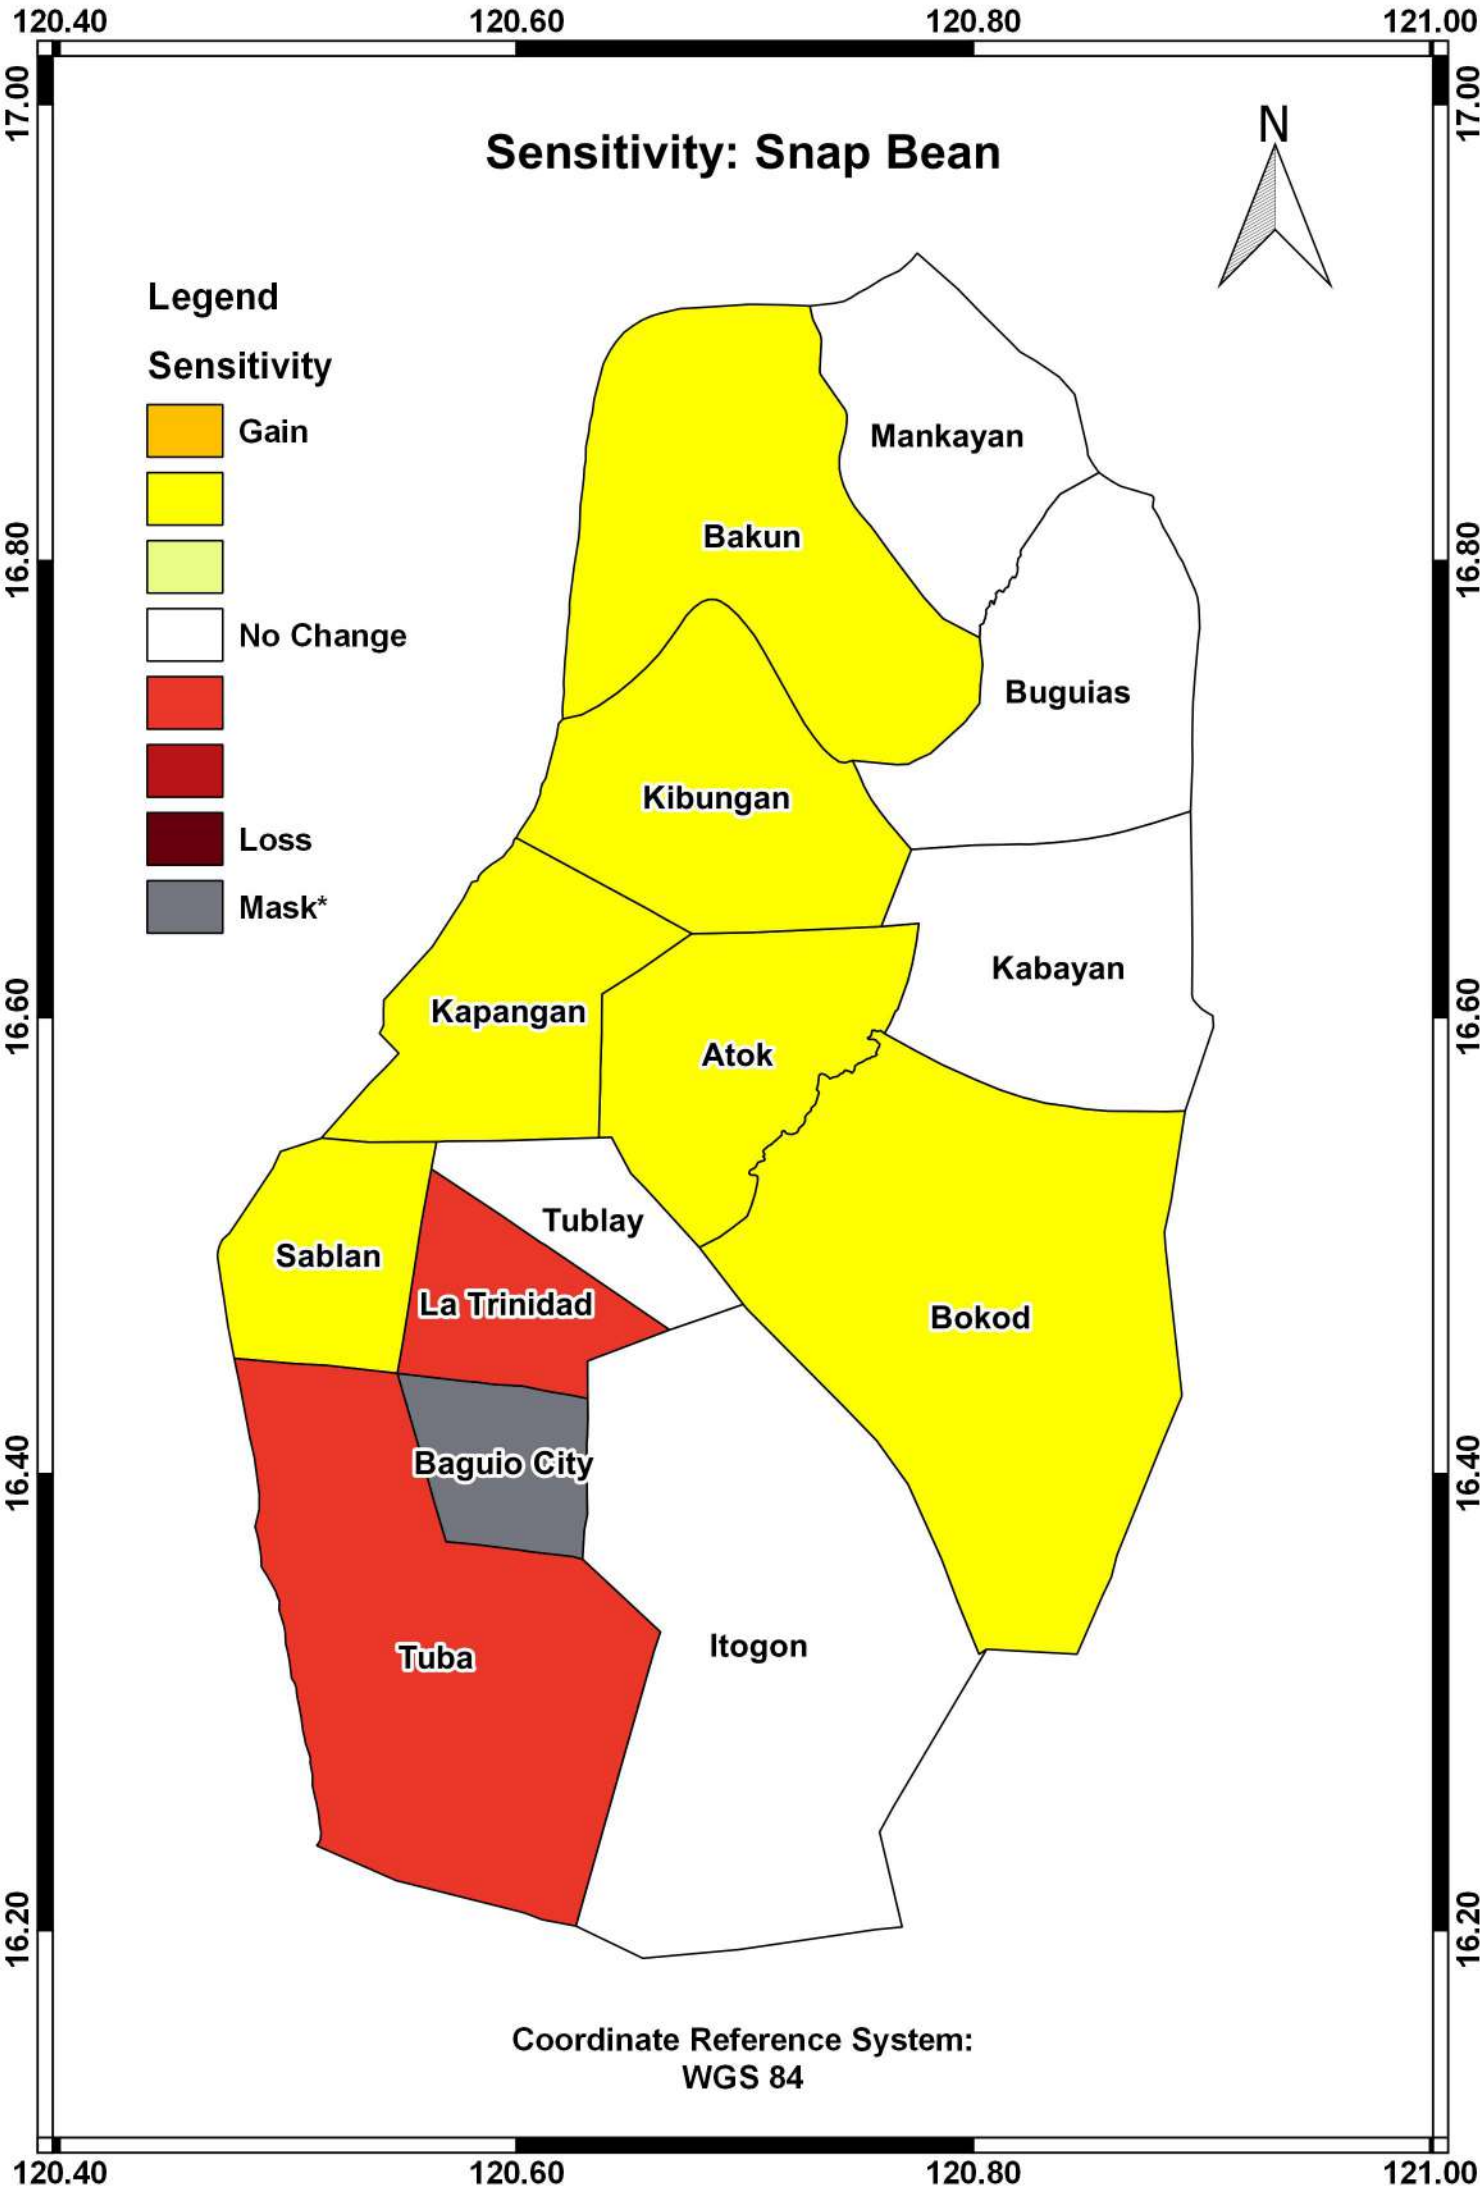 120.40 120.60 120.80 121.00
17.00 17.00
N
Sensitivity: Snap Bean
Legend
Sensitivity
Gain
No Change
Loss
Mask*
Mankayan
Bakun
16.80 16.80
Buguias
Kibungan
Kabayan
Kapangan
16.60 16.60
Atok
Tublay
Sablan
La Trinidad
Bokod
Baguio City
16.40 16.40
Itogon
Tuba
16.20 16.20
Coordinate Reference System:
WGS 84
120.40 120.60 120.80 121.00